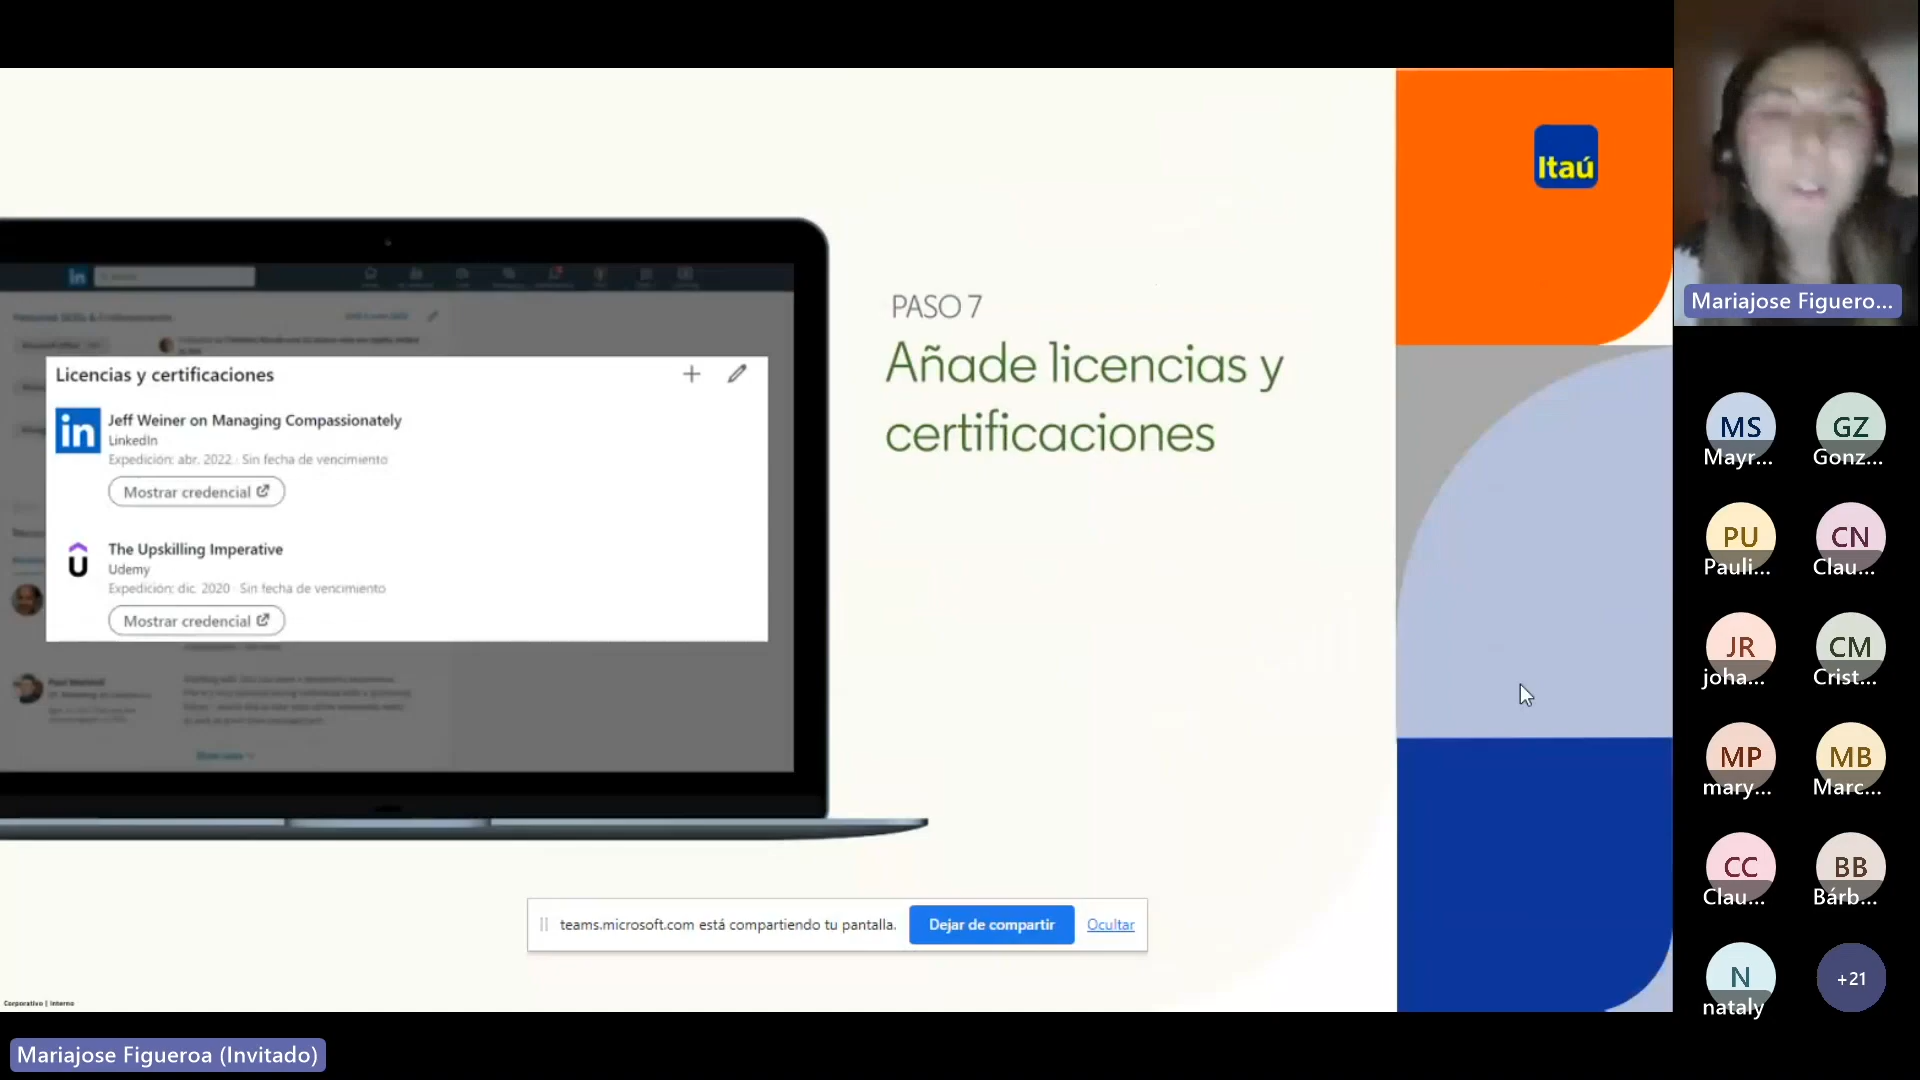 Itaú
Mariajose Figuero...
in
PASO 7
Añade licencias y
certificaciones
Licencias y certificaciones
in
Jeff Weiner on Managing Compassionately
LinkedIn
Expedición: abr. 2022 · Sin fecha de vencimiento
Mostrar credencial
The Upskilling Imperative
Udemy
Expedición: dic. 2020 · Sin fecha de vencimiento
Mostrar credencial
teams.microsoft.com está compartiendo tu pantalla.
Dejar de compartir
Ocultar
Corporativo | Interno
Mariajose Figueroa (Invitado)
MS
Mayr...
GZ
Gonz...
PU
Pauli...
CN
Clau...
JR
joha...
CM
Crist...
MP
mary...
MB
Marc...
CC
Clau...
BB
Bárb...
N
nataly
+21